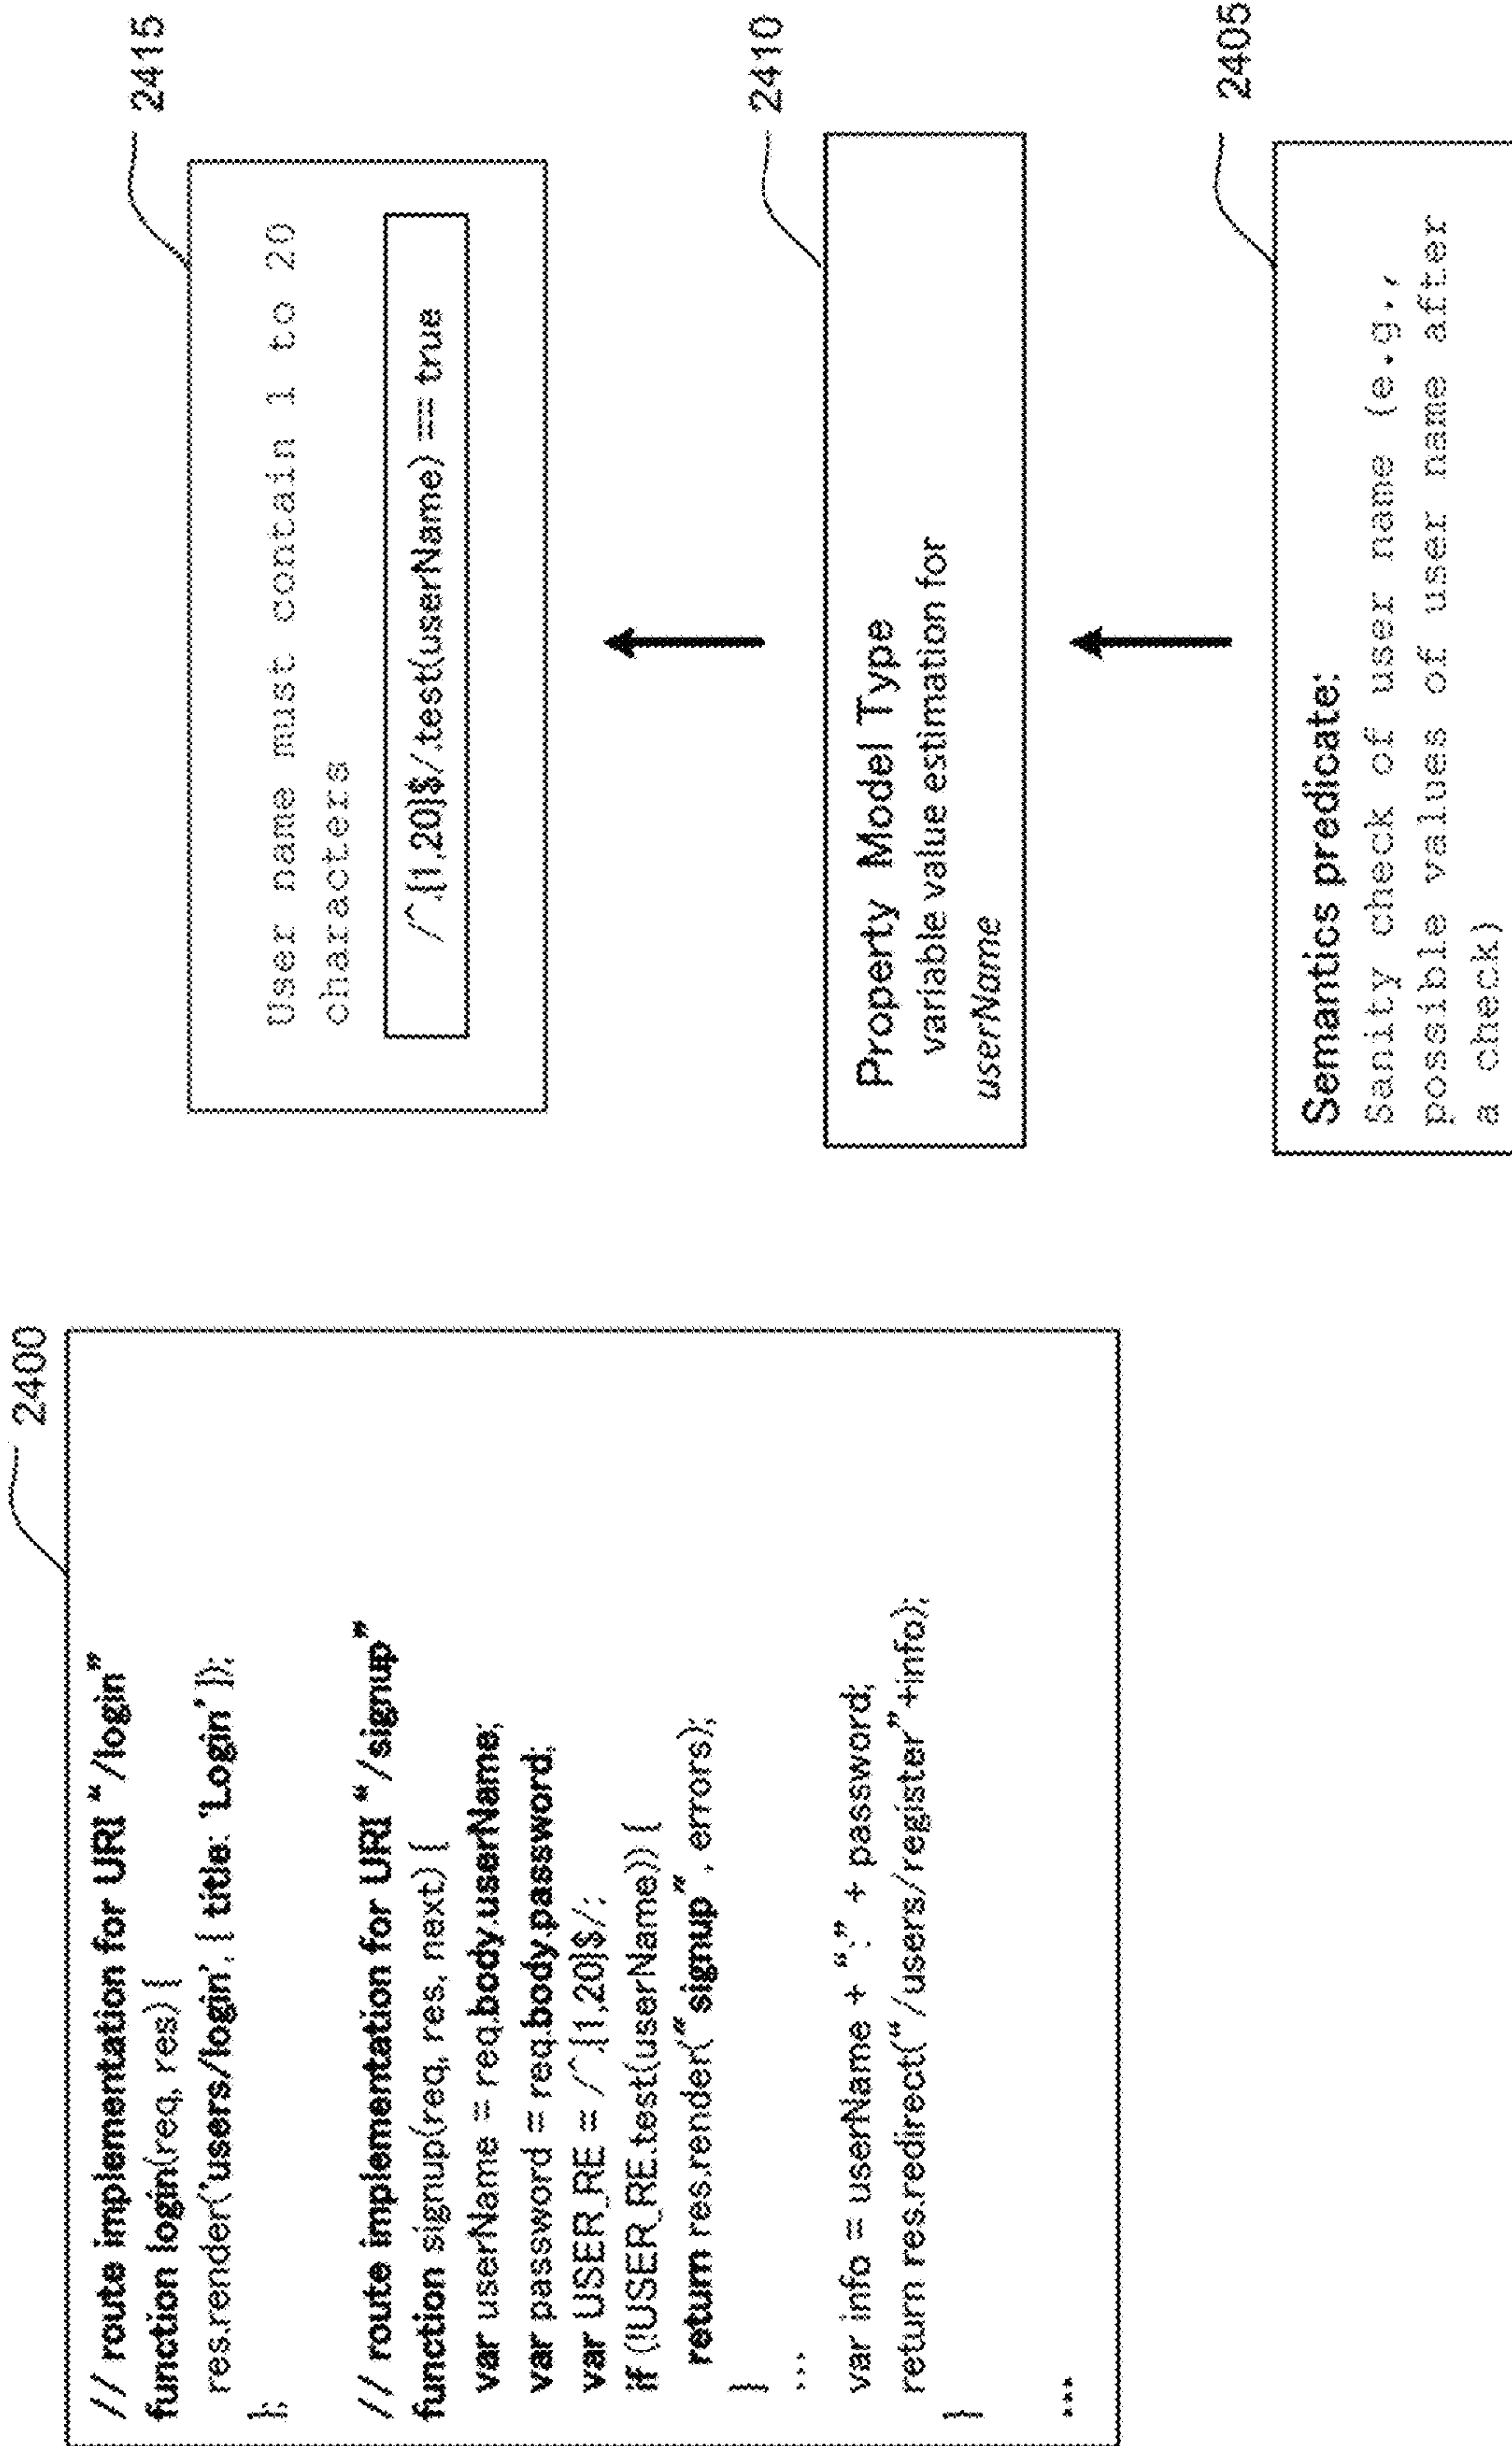 2400
// route implementation for URI “/login”
function login(req, res) {
res.render('users/login', { title: 'Login' });
};
// route implementation for URI “/signup”
function signup(req, res, next) {
var userName = req.body.userName;
var password = req.body.password;
var USER_RE = /^.{1,20}$/;
if (!USER_RE.test(userName)) {
return res.render(“signup”, errors);
}
...
var info = userName + “:” + password;
return res.redirect(“/users/register”+info);
}
...
2415
User name must contain 1 to 20
characters
/^.{1,20}$/.test(userName) == true
2410
Property Model Type
variable value estimation for
userName
2405
Semantics predicate:
Sanity check of user name (e.g.,
possible values of user name after
a check)